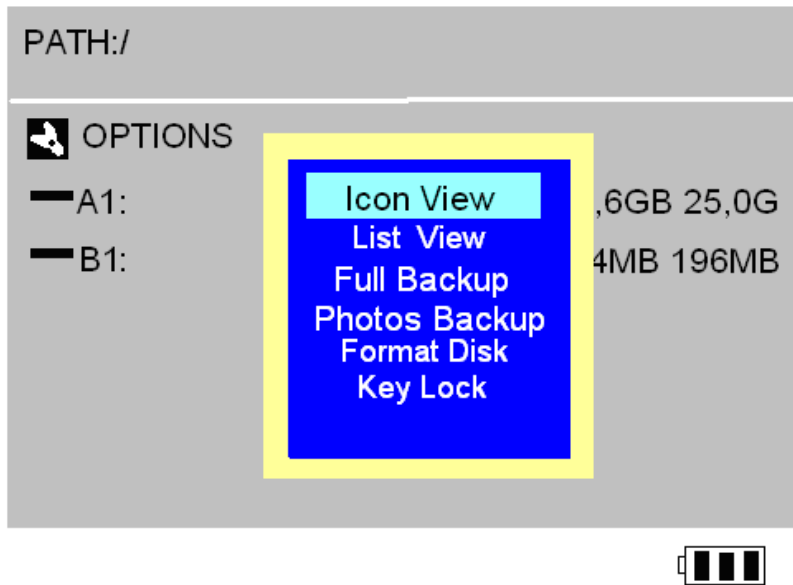 PATH:/
OPTIONS
A1: ,6GB 25,0G
B1: 4MB 196MB
Icon View
List View
Full Backup
Photos Backup
Format Disk
Key Lock